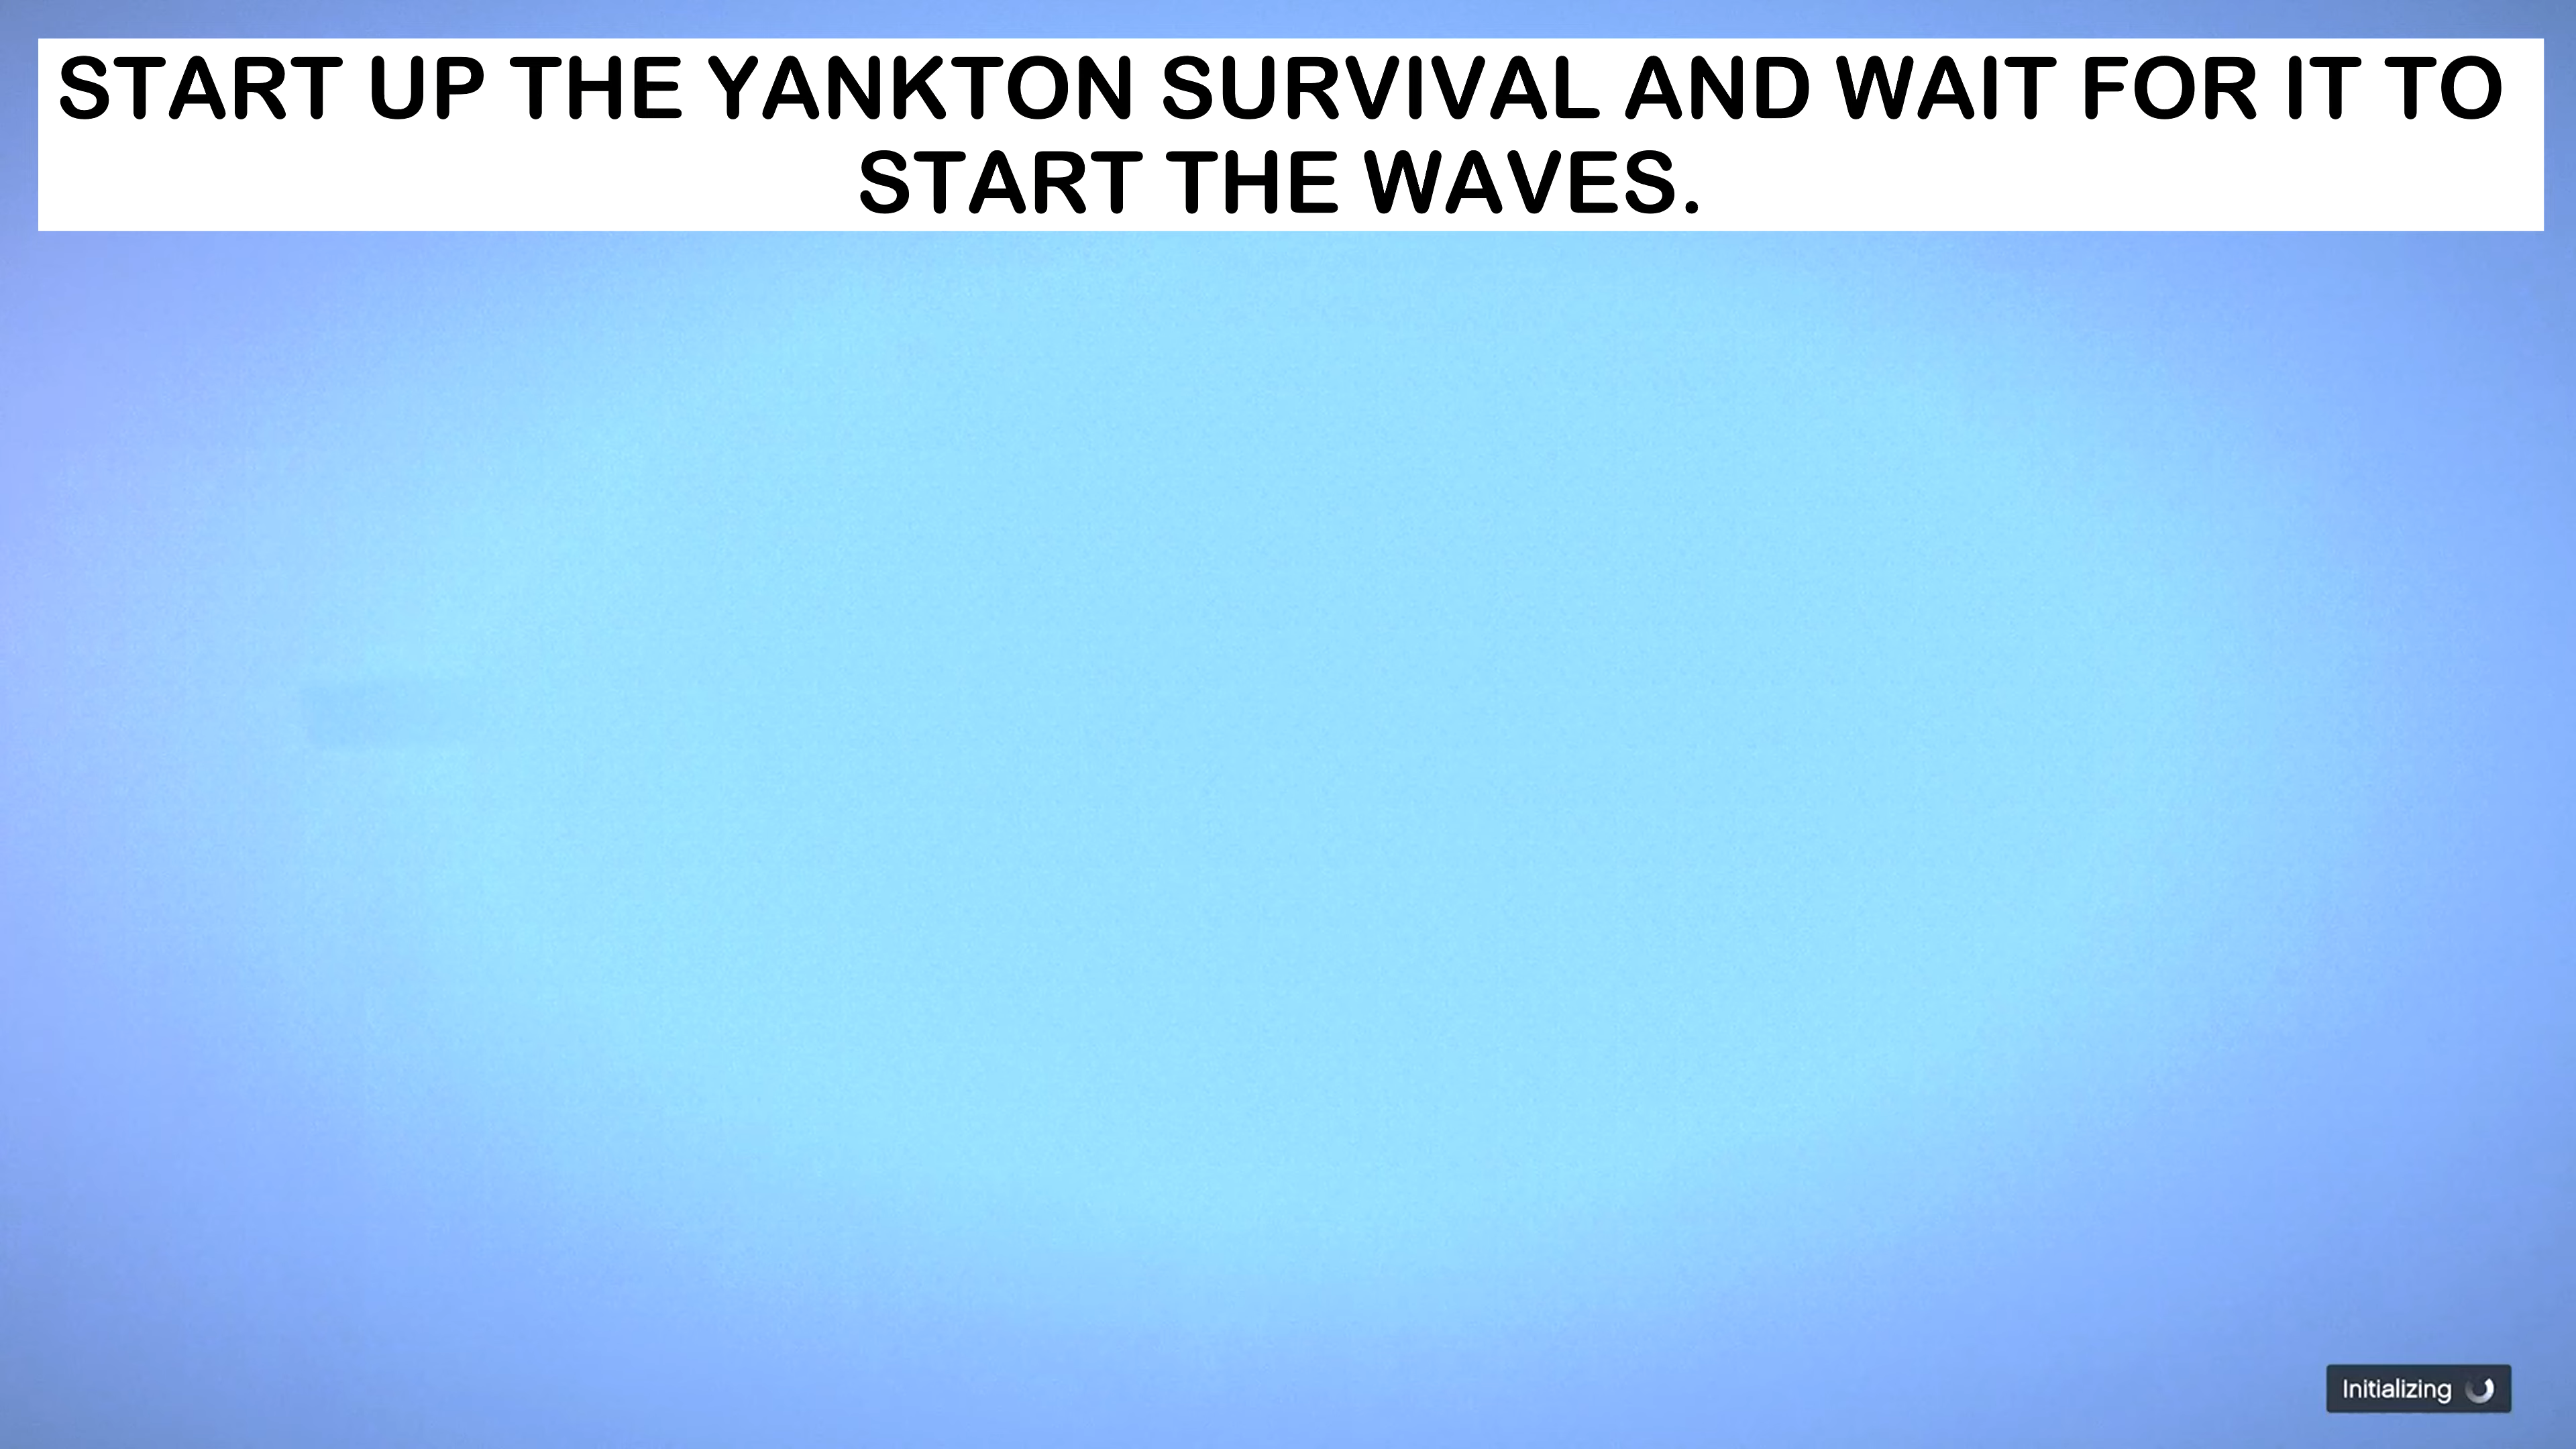 START UP THE YANKTON SURVIVAL AND WAIT FOR IT TO
START THE WAVES.
Initializing